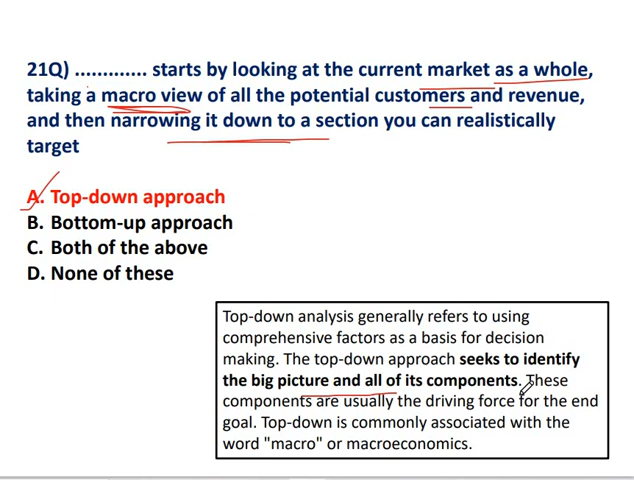 21Q) ............. starts by looking at the current market as a whole,
taking a macro view of all the potential customers and revenue,
and then narrowing it down to a section you can realistically
target
A. Top-down approach
B. Bottom-up approach
C. Both of the above
D. None of these
Top-down analysis generally refers to using
comprehensive factors as a basis for decision
making. The top-down approach seeks to identify
the big picture and all of its components. These
components are usually the driving force for the end
goal. Top-down is commonly associated with the
word "macro" or macroeconomics.